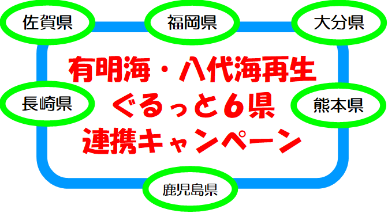 佐賀県
福岡県
大分県
有明海・八代海再生
長崎県
ぐるっと6県
熊本県
連携キャンペーン
鹿児島県